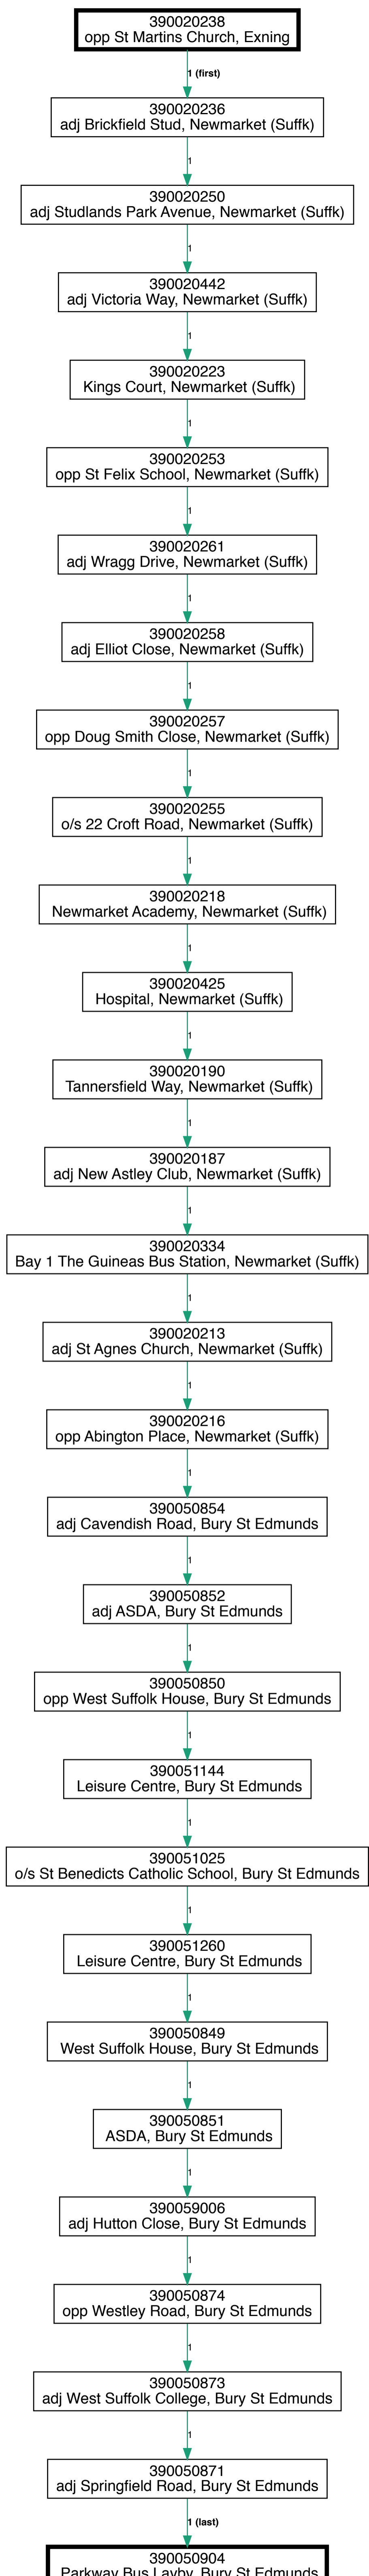 390020238
opp St Martins Church, Exning
1 (first)
390020236
adj Brickfield Stud, Newmarket (Suffk)
1
390020250
adj Studlands Park Avenue, Newmarket (Suffk)
1
390020442
adj Victoria Way, Newmarket (Suffk)
1
390020223
Kings Court, Newmarket (Suffk)
1
390020253
opp St Felix School, Newmarket (Suffk)
1
390020261
adj Wragg Drive, Newmarket (Suffk)
1
390020258
adj Elliot Close, Newmarket (Suffk)
1
390020257
opp Doug Smith Close, Newmarket (Suffk)
1
390020255
o/s 22 Croft Road, Newmarket (Suffk)
1
390020218
Newmarket Academy, Newmarket (Suffk)
1
390020425
Hospital, Newmarket (Suffk)
1
390020190
Tannersfield Way, Newmarket (Suffk)
1
390020187
adj New Astley Club, Newmarket (Suffk)
1
390020334
Bay 1 The Guineas Bus Station, Newmarket (Suffk)
1
390020213
adj St Agnes Church, Newmarket (Suffk)
1
390020216
opp Abington Place, Newmarket (Suffk)
1
390050854
adj Cavendish Road, Bury St Edmunds
1
390050852
adj ASDA, Bury St Edmunds
1
390050850
opp West Suffolk House, Bury St Edmunds
1
390051144
Leisure Centre, Bury St Edmunds
1
390051025
o/s St Benedicts Catholic School, Bury St Edmunds
1
390051260
Leisure Centre, Bury St Edmunds
1
390050849
West Suffolk House, Bury St Edmunds
1
390050851
ASDA, Bury St Edmunds
1
390059006
adj Hutton Close, Bury St Edmunds
1
390050874
opp Westley Road, Bury St Edmunds
1
390050873
adj West Suffolk College, Bury St Edmunds
1
390050871
adj Springfield Road, Bury St Edmunds
1 (last)
390050904
Parkway Bus Layby, Bury St Edmunds